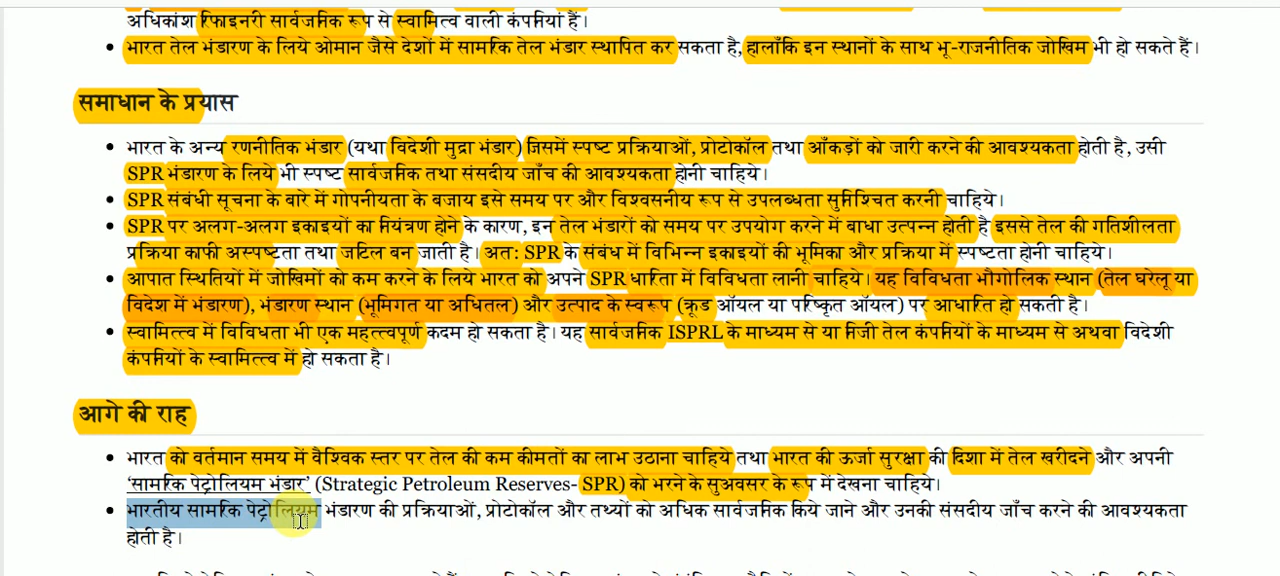 अधिकांश रिफाइनरी सार्वजनिक रूप से स्वामित्व वाली कंपनियां हैं।
भारत तेल भंडारण के लिये ओमान जैसे देशों में सामरिक तेल भंडार स्थापित कर सकता है, हालाँकि इन स्थानों के साथ भू-राजनीतिक जोखिम भी हो सकते हैं।
समाधान के प्रयास
भारत के अन्य रणनीतिक भंडार (यथा विदेशी मुद्रा भंडार) जिसमें स्पष्ट प्रक्रियाओं, प्रोटोकॉल तथा आँकड़ों को जारी करने की आवश्यकता होती है, उसी
SPR भंडारण के लिये भी स्पष्ट सार्वजनिक तथा संसदीय जाँच की आवश्यकता होनी चाहिये।
SPR संबंधी सूचना के बारे में गोपनीयता के बजाय इसे समय पर और विश्वसनीय रूप से उपलब्धता सुनिश्चित करनी चाहिये।
SPR पर अलग-अलग इकाइयों का नियंत्रण होने के कारण, इन तेल भंडारों को समय पर उपयोग करने में बाधा उत्पन्न होती है इससे तेल की गतिशीलता
प्रक्रिया काफी अस्पष्टता तथा जटिल बन जाती है। अत: SPR के संबंध में विभिन्न इकाइयों की भूमिका और प्रक्रिया में स्पष्टता होनी चाहिये।
आपात स्थितियों में जोखिमों को कम करने के लिये भारत को अपने SPR धारिता में विविधता लानी चाहिये। यह विविधता भौगोलिक स्थान (तेल घरेलू या
विदेश में भंडारण), भंडारण स्थान (भूमिगत या अधितल) और उत्पाद के स्वरूप (क्रूड ऑयल या परिष्कृत ऑयल) पर आधारित हो सकती है।
स्वामित्त्व में विविधता भी एक महत्त्वपूर्ण कदम हो सकता है। यह सार्वजनिक ISPRL के माध्यम से या निजी तेल कंपनियों के माध्यम से अथवा विदेशी
कंपनियों के स्वामित्त्व में हो सकता है।
आगे की राह
भारत को वर्तमान समय में वैश्विक स्तर पर तेल की कम कीमतों का लाभ उठाना चाहिये तथा भारत की ऊर्जा सुरक्षा की दिशा में तेल खरीदने और अपनी
‘सामरिक पेट्रोलियम भंडार’ (Strategic Petroleum Reserves- SPR) को भरने के सुअवसर के रूप में देखना चाहिये।
भारतीय सामरिक पेट्रोलियम भंडारण की प्रक्रियाओं, प्रोटोकॉल और तथ्यों को अधिक सार्वजनिक किये जाने और उनकी संसदीय जाँच करने की आवश्यकता
होती है।